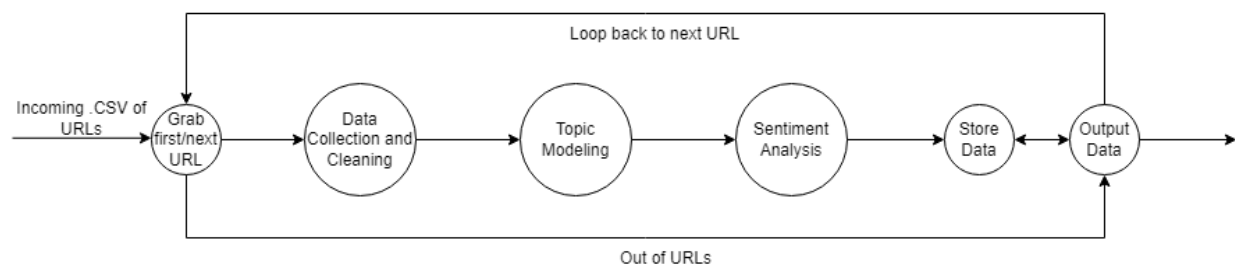 Loop back to next URL
Incoming .CSV of
URLs
Grab
first/next
URL
Data
Collection and
Cleaning
Topic
Modeling
Sentiment
Analysis
Store
Data
Output
Data
Out of URLs